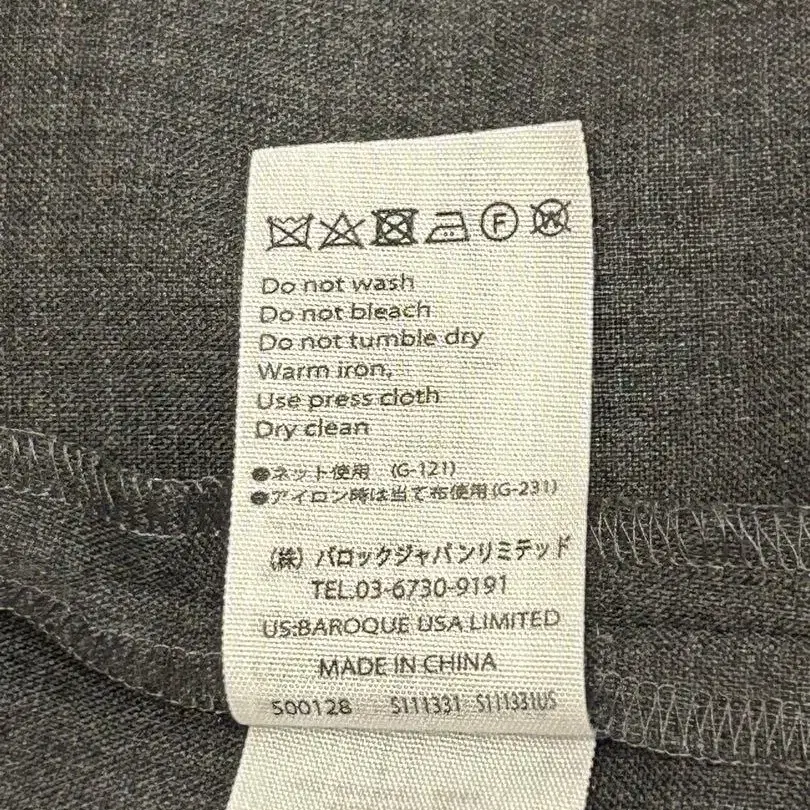 F W
Do not wash
Do not bleach
Do not tumble dry
Warm iron,
Use press cloth
Dry clean
●ネット使用 (G-121)
●アイロン時は当て布使用(G-231)
(株) バロックジャパンリミテッド
TEL.03-6730-9191
US:BAROQUE USA LIMITED
MADE IN CHINA
500128 S111331 S111331US